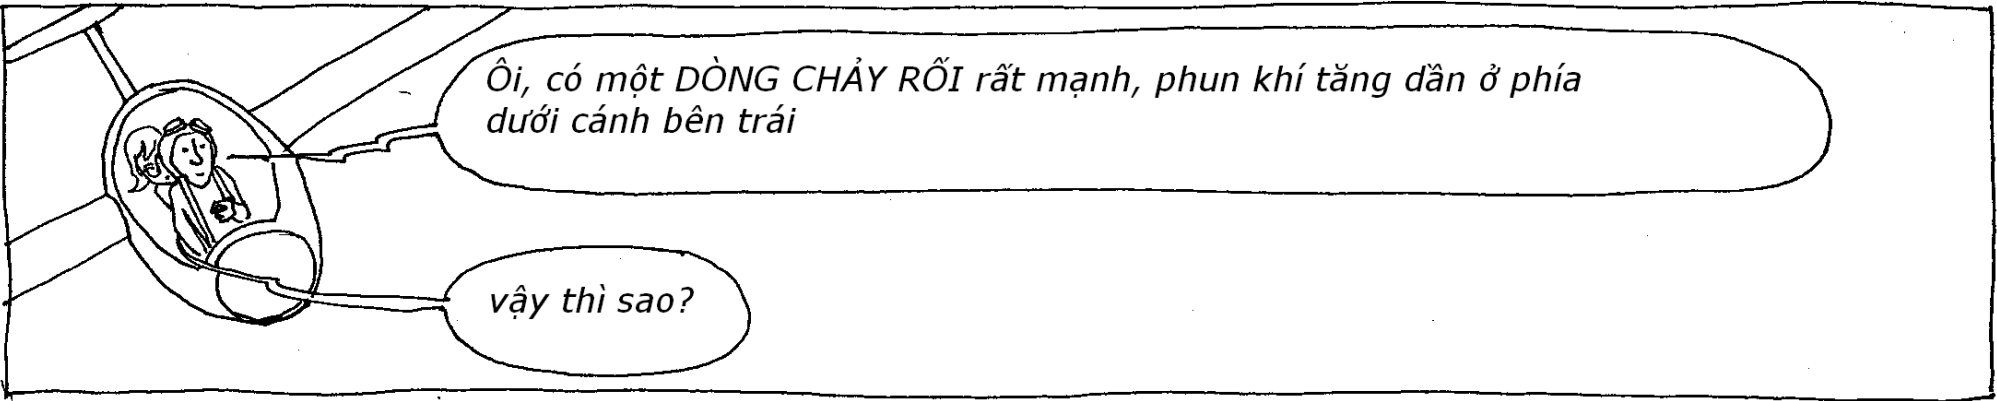 Ôi, có một DÒNG CHẢY RỐI rất mạnh, phun khí tăng dần ở phía
dưới cánh bên trái
vậy thì sao?